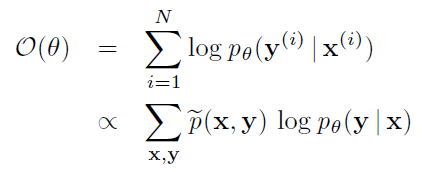 O(θ) = ∑_{i=1}^{N} log p_θ(y^{(i)} | x^{(i)})
∝ ∑_{x,y} p̃(x, y) log p_θ(y | x)